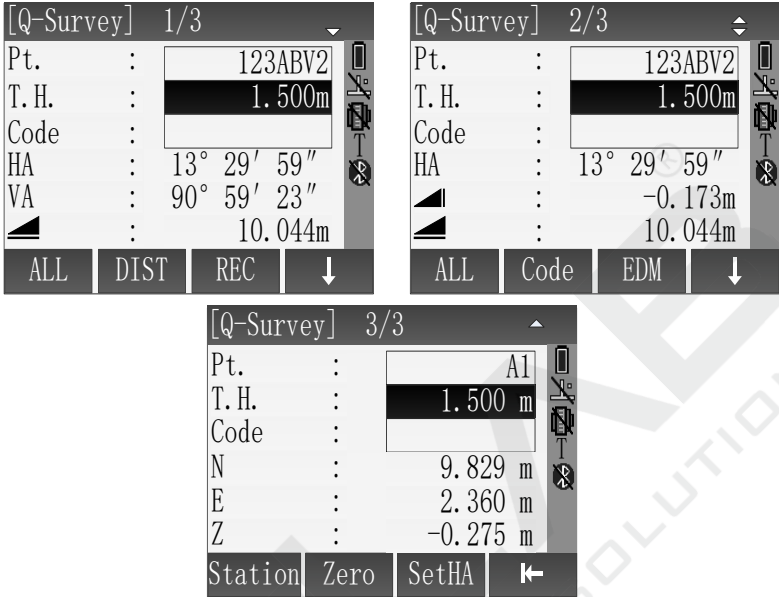 [Q-Survey] 1/3
Pt. : 123ABV2
T.H. : 1.500m
Code :
HA : 13° 29′ 59″
VA : 90° 59′ 23″
: 10.044m
T
ALL DIST REC ↓
[Q-Survey] 2/3
Pt. : 123ABV2
T.H. : 1.500m
Code :
HA : 13° 29′ 59″
: -0.173m
: 10.044m
T
ALL Code EDM ↓
[Q-Survey] 3/3
Pt. : A1
T.H. : 1.500 m
Code :
N : 9.829 m
E : 2.360 m
Z : -0.275 m
T
Station Zero SetHA